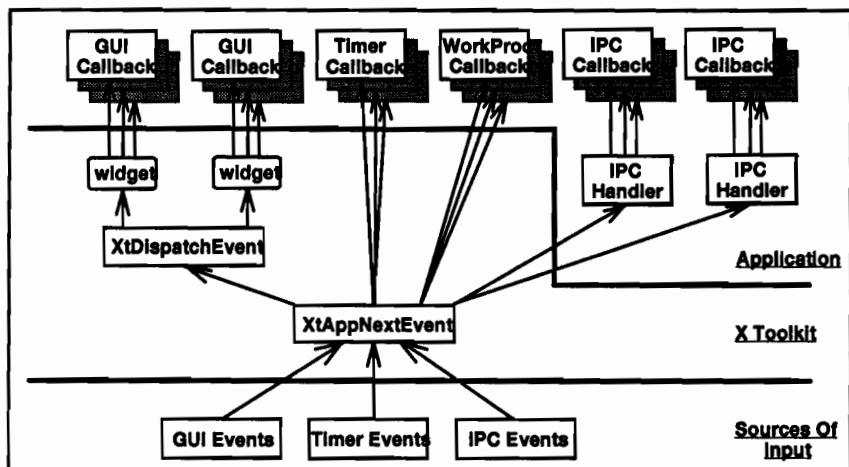 GUI
Callback
GUI
Callback
Timer
Callback
WorkProc
Callback
IPC
Callback
IPC
Callback
widget
widget
IPC
Handler
IPC
Handler
XtDispatchEvent
Application
XtAppNextEvent
X Toolkit
GUI Events
Timer Events
IPC Events
Sources Of
Input